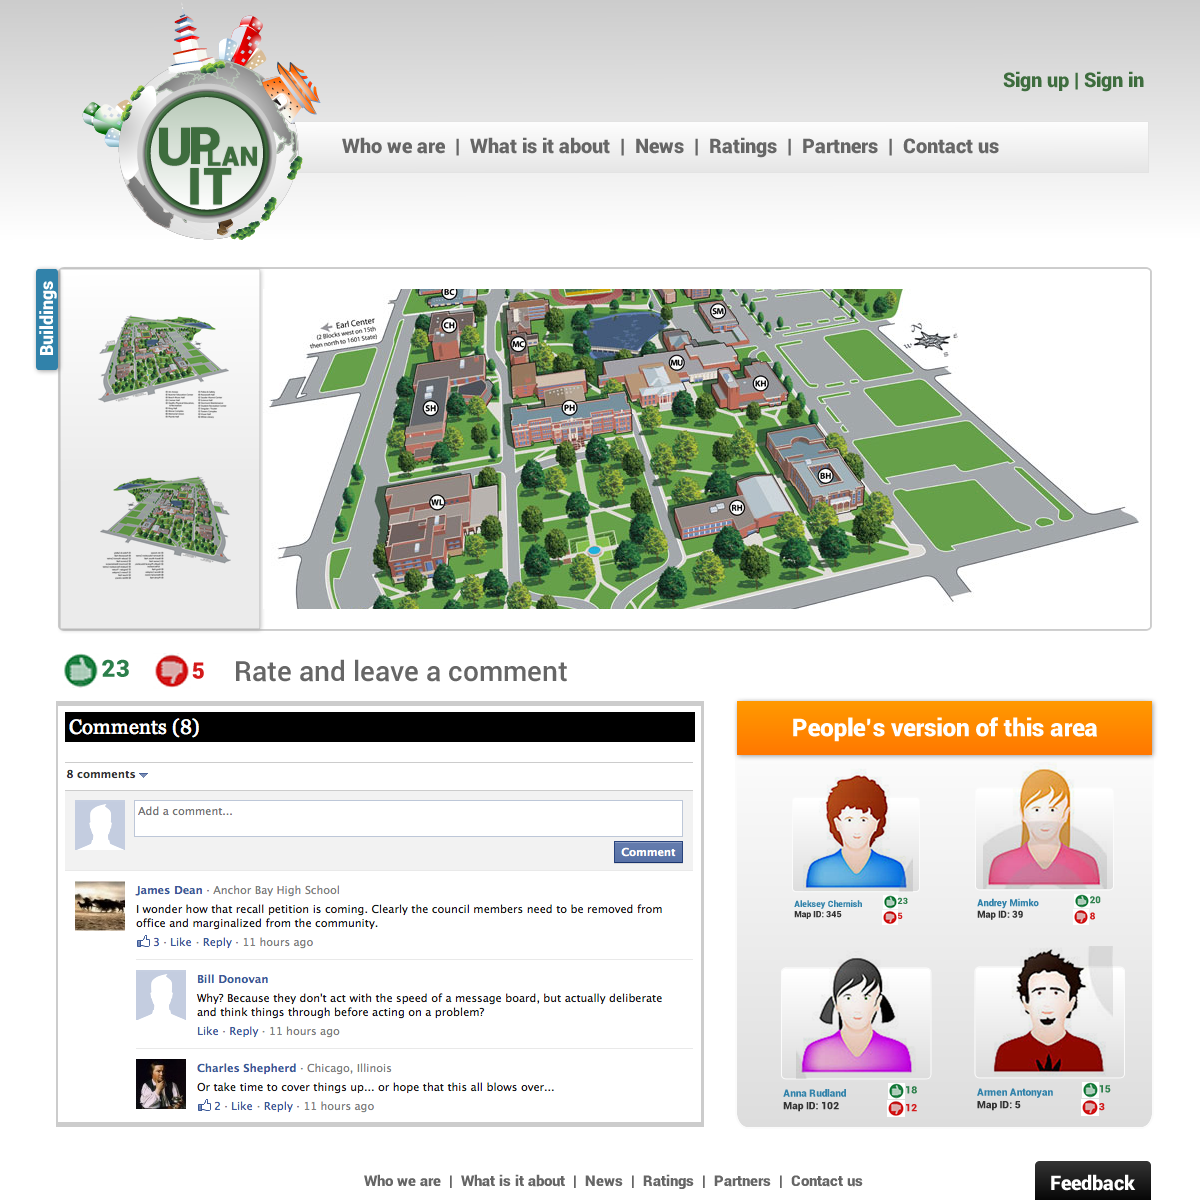 UPLAN
IT
Sign up | Sign in
Who we are | What is it about | News | Ratings | Partners | Contact us
Buildings
Earl Center
(2 Blocks west on 15th
then north to 1601 State)
BC
CH
SM
MC
MU
KH
SH
PH
BH
WL
RH
N
W
E
S
23
5
Rate and leave a comment
Comments (8)
8 comments
Add a comment...
Comment
James Dean · Anchor Bay High School
I wonder how that recall petition is coming. Clearly the council members need to be removed from
office and marginalized from the community.
3 · Like · Reply · 11 hours ago
Bill Donovan
Why? Because they don't act with the speed of a message board, but actually deliberate
and think things through before acting on a problem?
Like · Reply · 11 hours ago
Charles Shepherd · Chicago, Illinois
Or take time to cover things up... or hope that this all blows over...
2 · Like · Reply · 11 hours ago
People's version of this area
Aleksey Chemish
Map ID: 345
23
5
Andrey Mimko
Map ID: 39
20
8
Anna Rudland
Map ID: 102
18
12
Armen Antonyan
Map ID: 5
15
3
Who we are | What is it about | News | Ratings | Partners | Contact us
Feedback